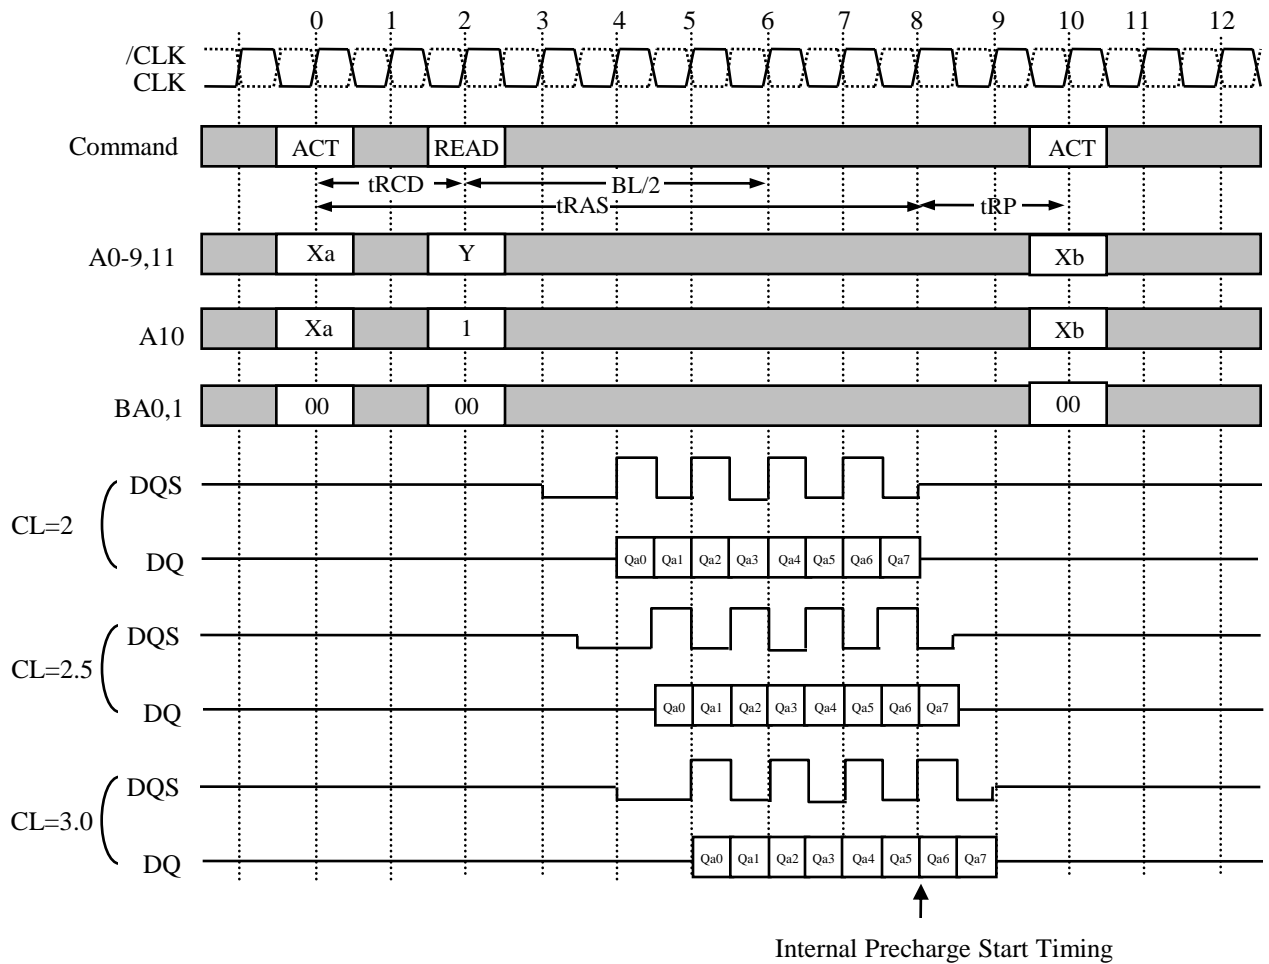 0 1 2 3 4 5 6 7 8 9 10 11 12
/CLK
CLK
Command ACT READ ACT
tRCD BL/2
tRAS tRP
A0-9,11 Xa Y Xb
A10 Xa 1 Xb
BA0,1 00 00 00
DQS
CL=2
DQ Qa0 Qa1 Qa2 Qa3 Qa4 Qa5 Qa6 Qa7
DQS
CL=2.5
DQ Qa0 Qa1 Qa2 Qa3 Qa4 Qa5 Qa6 Qa7
DQS
CL=3.0
DQ Qa0 Qa1 Qa2 Qa3 Qa4 Qa5 Qa6 Qa7
Internal Precharge Start Timing